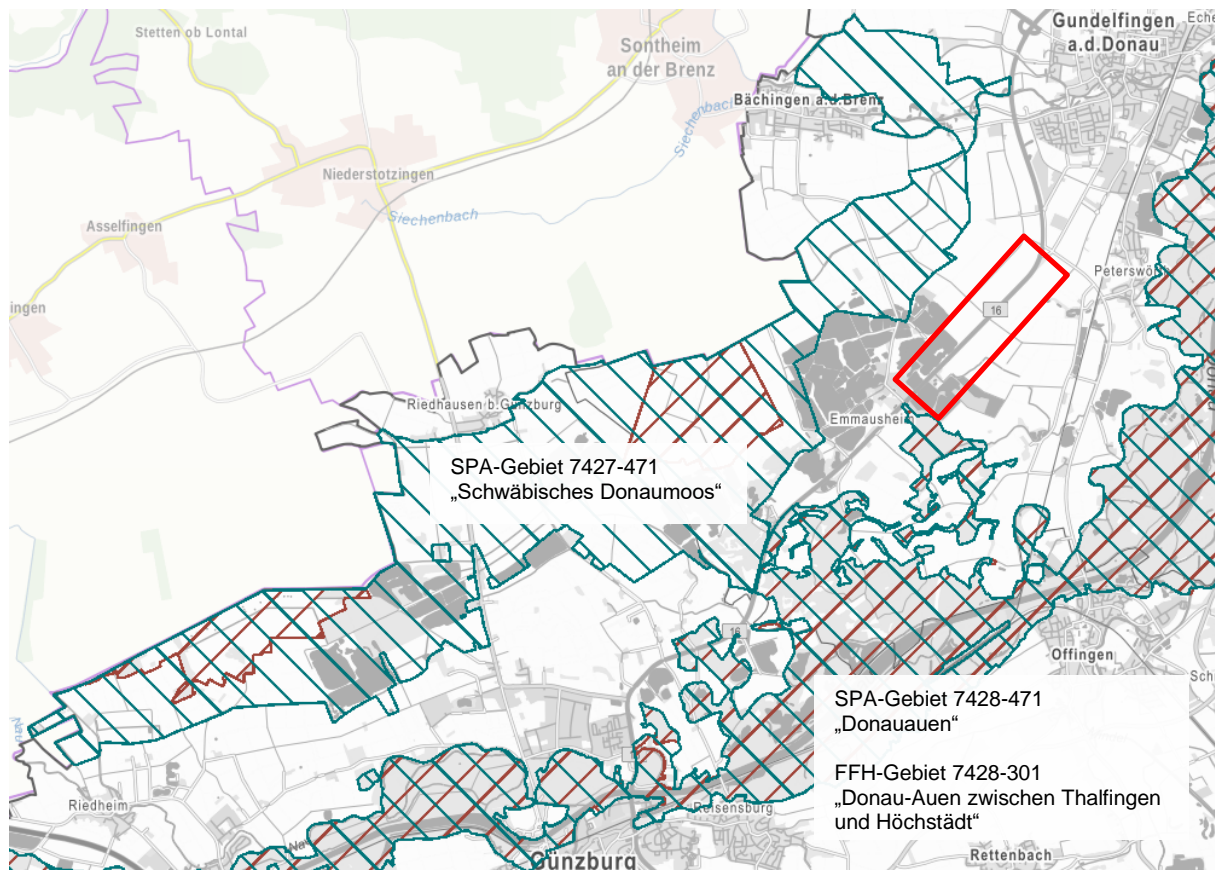 Stetten ob Lontal
Sontheim
an der Brenz
Gundelfingen
a.d.Donau
Bächingen a.d.Brenz
Siechenbach
Niederstotzingen
Siechenbach
Asselfingen
ingen
Peterswö
16
Riedhausen b.Günzburg
Emmausheim
SPA-Gebiet 7427-471
„Schwäbisches Donaumoos“
16
Offingen
SPA-Gebiet 7428-471
„Donauauen“
FFH-Gebiet 7428-301
„Donau-Auen zwischen Thalfingen
und Höchstädt“
Riedheim
Reisensburg
Günzburg
Rettenbach